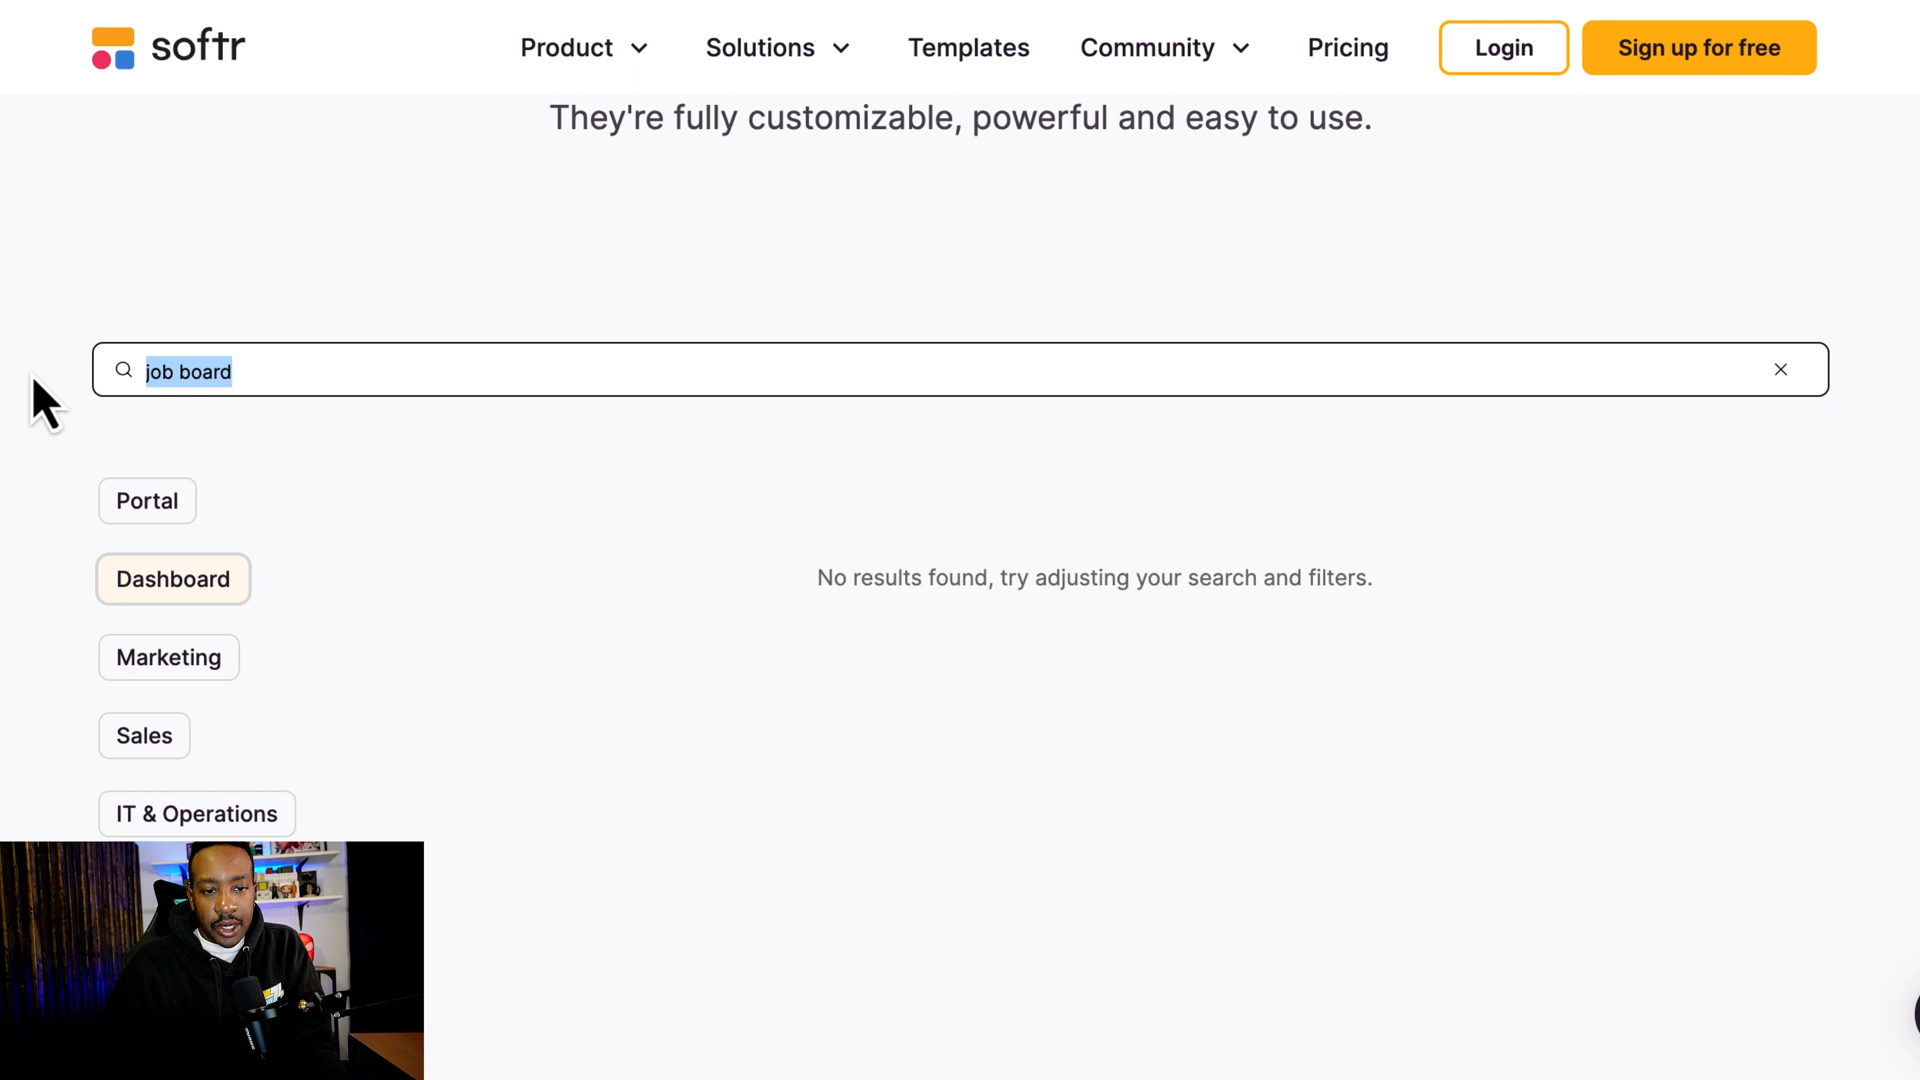 softr
Product
Solutions
Templates
Community
Pricing
Login
Sign up for free
They're fully customizable, powerful and easy to use.
job board
Portal
Dashboard
No results found, try adjusting your search and filters.
Marketing
Sales
IT & Operations